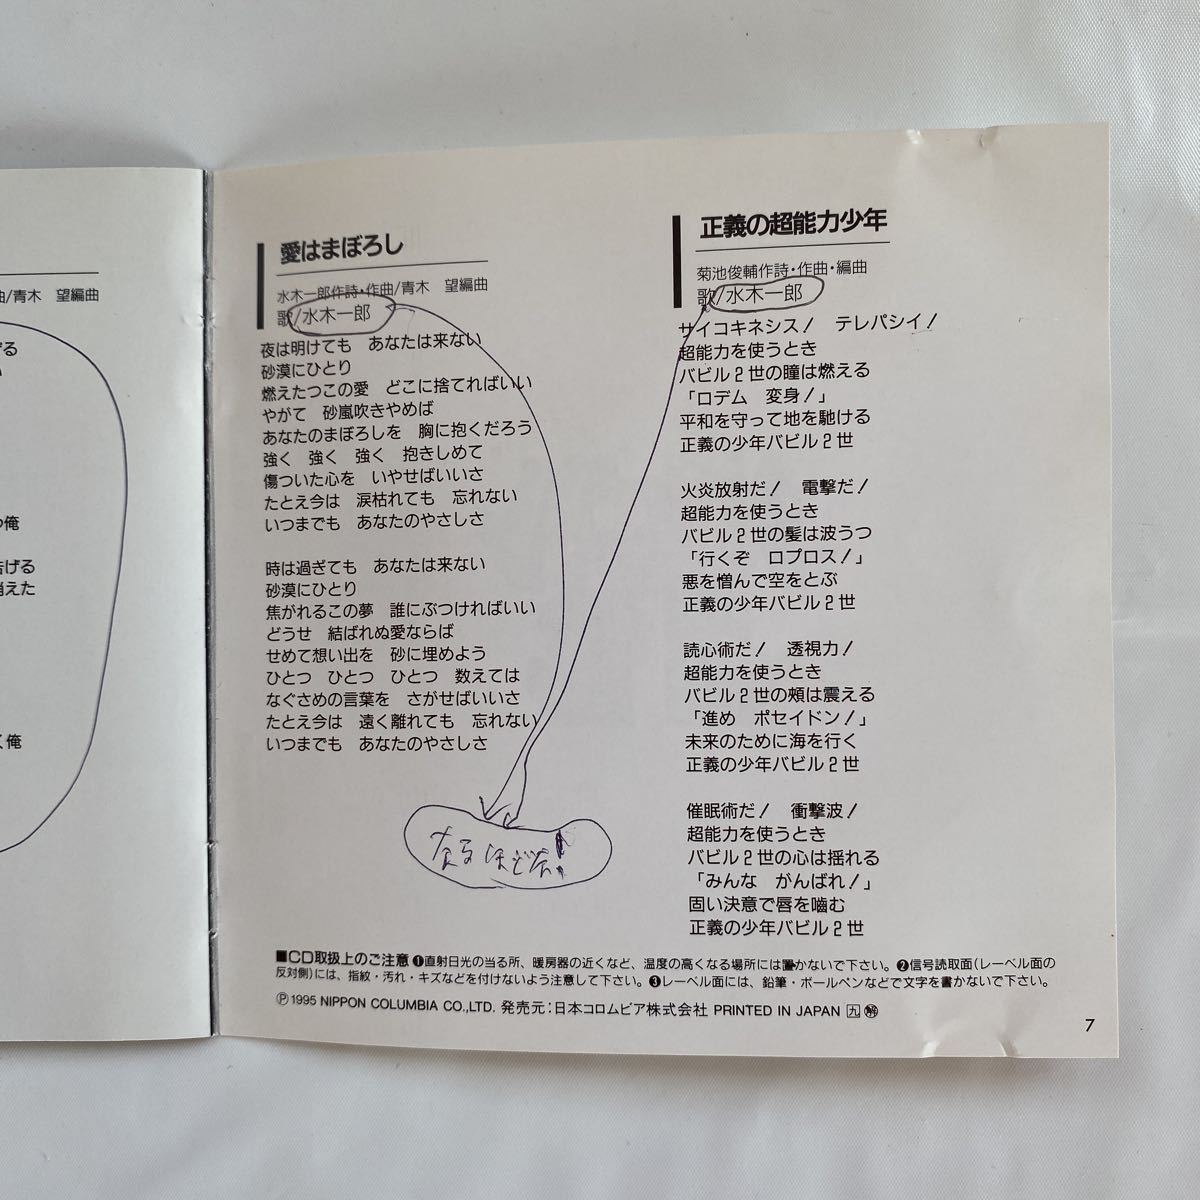 曲/青木　望編曲
げる
い
つ俺
告げる
消えた
く俺
愛はまぼろし
水木一郎作詩・作曲/青木　望編曲
歌/水木一郎
夜は明けても　あなたは来ない
砂漠にひとり
燃えたつこの愛　どこに捨てればいい
やがて　砂嵐吹きやめば
あなたのまぼろしを　胸に抱くだろう
強く　強く　強く　抱きしめて
傷ついた心を　いやせばいいさ
たとえ今は　涙枯れても　忘れない
いつまでも　あなたのやさしさ
時は過ぎても　あなたは来ない
砂漠にひとり
焦がれるこの夢　誰にぶつければいい
どうせ　結ばれぬ愛ならば
せめて想い出を　砂に埋めよう
ひとつ　ひとつ　ひとつ　数えては
なぐさめの言葉を　さがせばいいさ
たとえ今は　遠く離れても　忘れない
いつまでも　あなたのやさしさ
なるほどな!
正義の超能力少年
菊池俊輔作詩・作曲・編曲
歌/水木一郎
サイコキネシス！　テレパシイ！
超能力を使うとき
バビル2世の瞳は燃える
「ロデム　変身！」
平和を守って地を馳ける
正義の少年バビル2世
火炎放射だ！　電撃だ！
超能力を使うとき
バビル2世の髪は波うつ
「行くぞ　ロプロス！」
悪を憎んで空をとぶ
正義の少年バビル2世
読心術だ！　透視力！
超能力を使うとき
バビル2世の頬は震える
「進め　ポセイドン！」
未来のために海を行く
正義の少年バビル2世
催眠術だ！　衝撃波！
超能力を使うとき
バビル2世の心は揺れる
「みんな　がんばれ！」
固い決意で唇を噛む
正義の少年バビル2世
■CD取扱上のご注意 ❶直射日光の当る所、暖房器の近くなど、温度の高くなる場所には置かないで下さい。❷信号読取面(レーベル面の
反対側)には、指紋・汚れ・キズなどを付けないよう注意して下さい。❸レーベル面には、鉛筆・ボールペンなどで文字を書かないで下さい。
Ⓟ1995 NIPPON COLUMBIA CO.,LTD. 発売元:日本コロムビア株式会社 PRINTED IN JAPAN 九 解
7